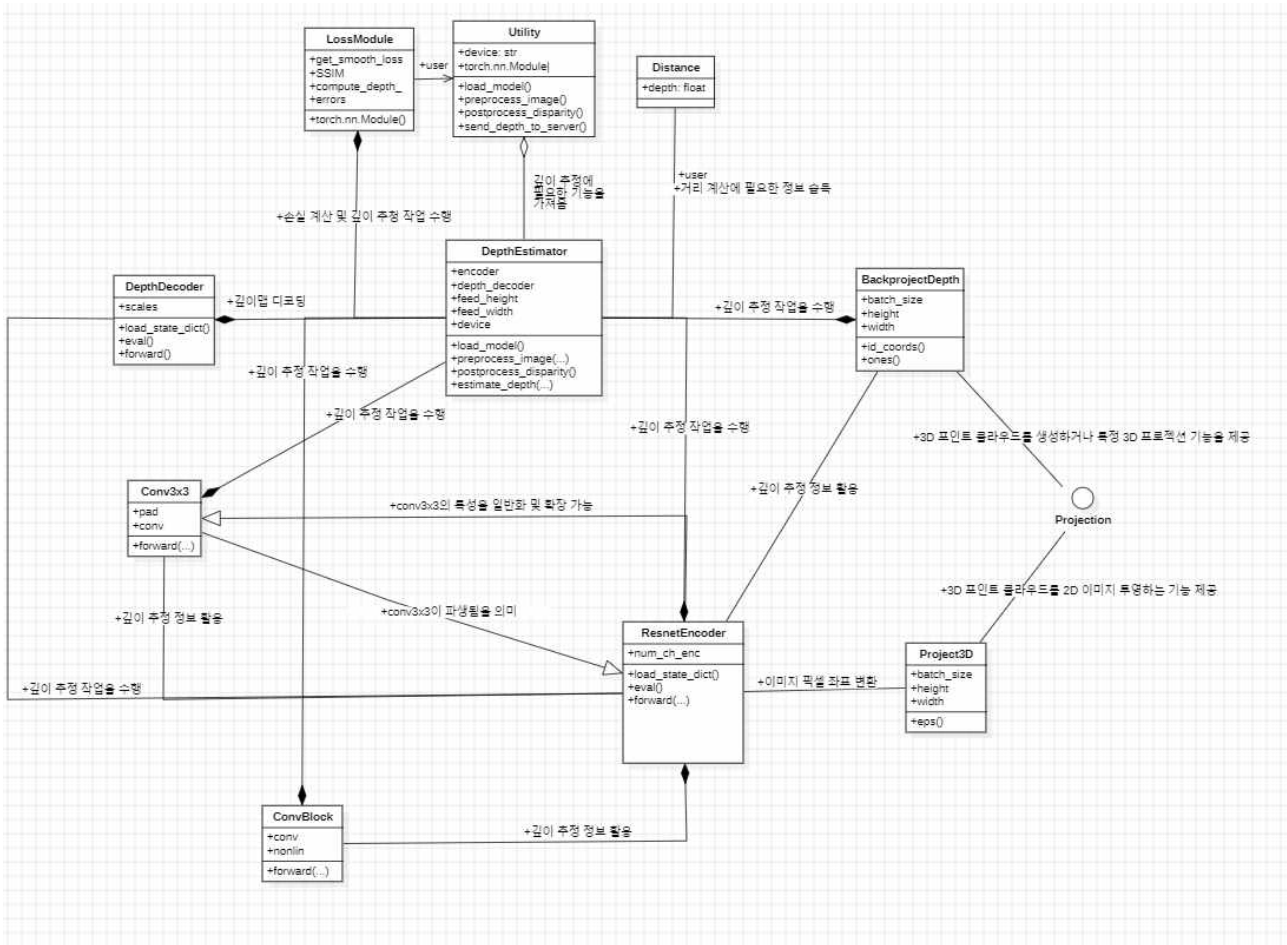 LossModule
+get_smooth_loss
+SSIM
+compute_depth_
+errors
+torch.nn.Module()
+user
Utility
+device: str
+torch.nn.Module|
+load_model()
+preprocess_image()
+postprocess_disparity()
+send_depth_to_server()
Distance
+depth: float
깊이 추정에
필요한 기능을
가져옴
+user
+거리 계산에 필요한 정보 습득
+손실 계산 및 깊이 추정 작업 수행
DepthEstimator
+encoder
+depth_decoder
+feed_height
+feed_width
+device
+load_model()
+preprocess_image(...)
+postprocess_disparity()
+estimate_depth(...)
DepthDecoder
+scales
+load_state_dict()
+eval()
+forward()
+깊이맵 디코딩
+깊이 추정 작업을 수행
BackprojectDepth
+batch_size
+height
+width
+id_coords()
+ones()
+깊이 추정 작업을 수행
+깊이 추정 작업을 수행
+깊이 추정 작업을 수행
+3D 포인트 클라우드를 생성하거나 특정 3D 프로젝션 기능을 제공
Conv3x3
+pad
+conv
+forward(...)
+conv3x3의 특성을 일반화 및 확장 가능
+깊이 추정 정보 활용
Projection
+conv3x3이 파생됨을 의미
+깊이 추정 정보 활용
+3D 포인트 클라우드를 2D 이미지 투영하는 기능 제공
ResnetEncoder
+num_ch_enc
+load_state_dict()
+eval()
+forward(...)
Project3D
+batch_size
+height
+width
+eps()
+이미지 픽셀 좌표 변환
+깊이 추정 작업을 수행
ConvBlock
+conv
+nonlin
+forward(...)
+깊이 추정 정보 활용